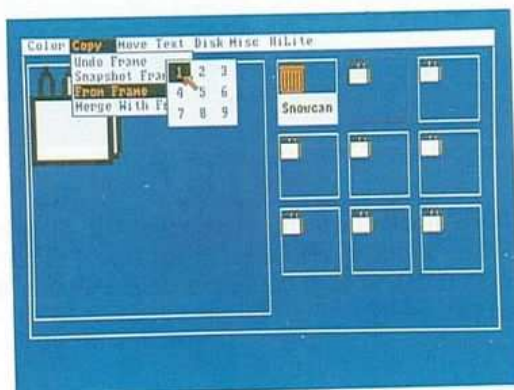 Color Copy Move Text Disk Misc HiLite
Undo Frame
Snapshot Fra
From Frame
Merge With F
1 2 3
4 5 6
7 8 9
Snowcan